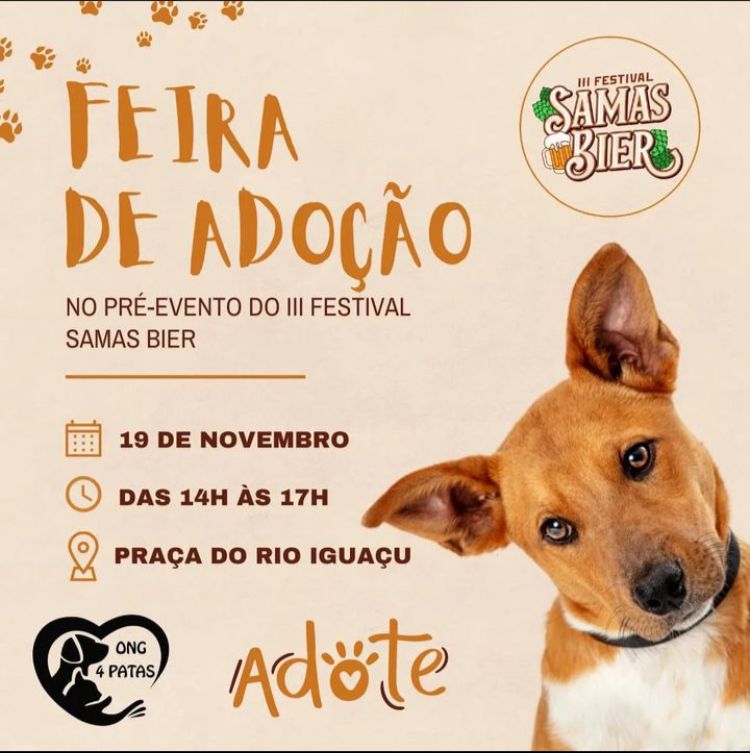 FEIRA
DE ADOÇÃO
III FESTIVAL
SAMAS
BIER
NO PRÉ-EVENTO DO III FESTIVAL
SAMAS BIER
19 DE NOVEMBRO
DAS 14H ÀS 17H
PRAÇA DO RIO IGUAÇU
ONG
4 PATAS
Adote